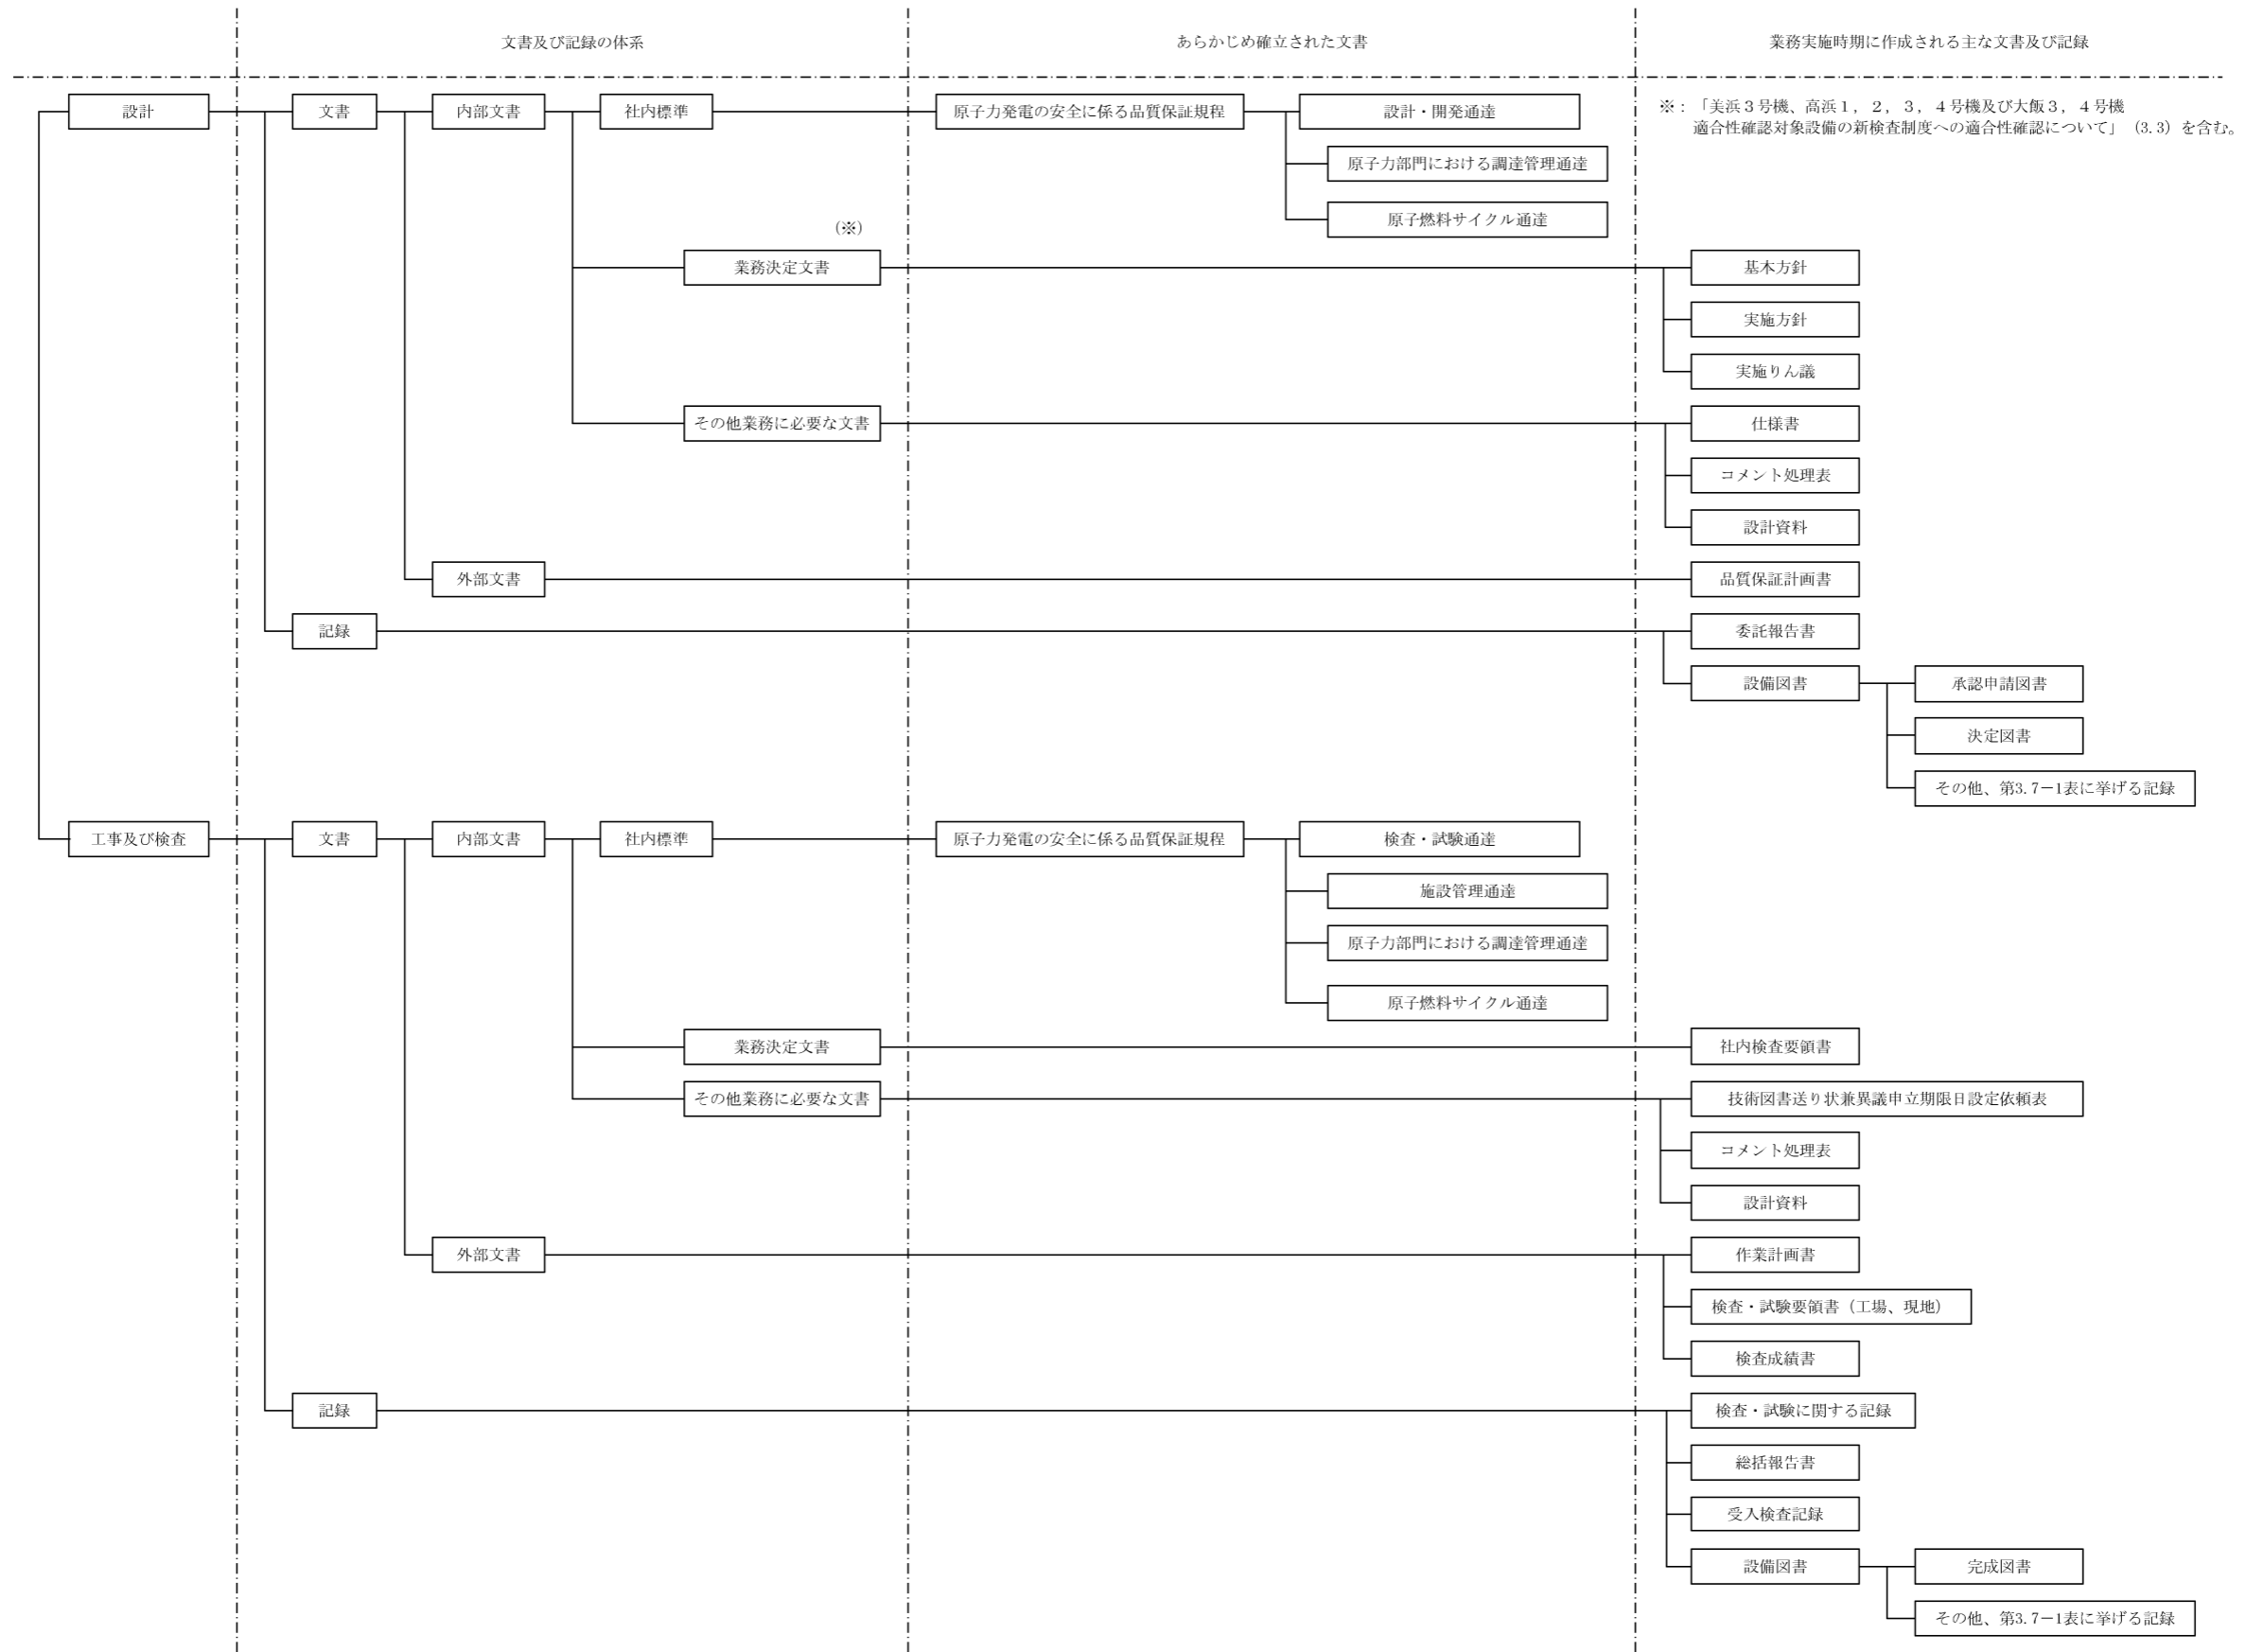 文書及び記録の体系
あらかじめ確立された文書
業務実施時期に作成される主な文書及び記録
設計
文書
内部文書
社内標準
原子力発電の安全に係る品質保証規程
設計・開発通達
※:「美浜3号機、高浜1,2,3,4号機及び大飯3,4号機
適合性確認対象設備の新検査制度への適合性確認について」(3.3)を含む。
原子力部門における調達管理通達
原子燃料サイクル通達
(※)
業務決定文書
基本方針
実施方針
実施りん議
その他業務に必要な文書
仕様書
コメント処理表
設計資料
外部文書
品質保証計画書
記録
委託報告書
設備図書
承認申請図書
決定図書
その他、第3.7-1表に挙げる記録
工事及び検査
文書
内部文書
社内標準
原子力発電の安全に係る品質保証規程
検査・試験通達
施設管理通達
原子力部門における調達管理通達
原子燃料サイクル通達
業務決定文書
社内検査要領書
その他業務に必要な文書
技術図書送り状兼異議申立期限日設定依頼表
コメント処理表
設計資料
外部文書
作業計画書
検査・試験要領書(工場、現地)
検査成績書
記録
検査・試験に関する記録
総括報告書
受入検査記録
設備図書
完成図書
その他、第3.7-1表に挙げる記録